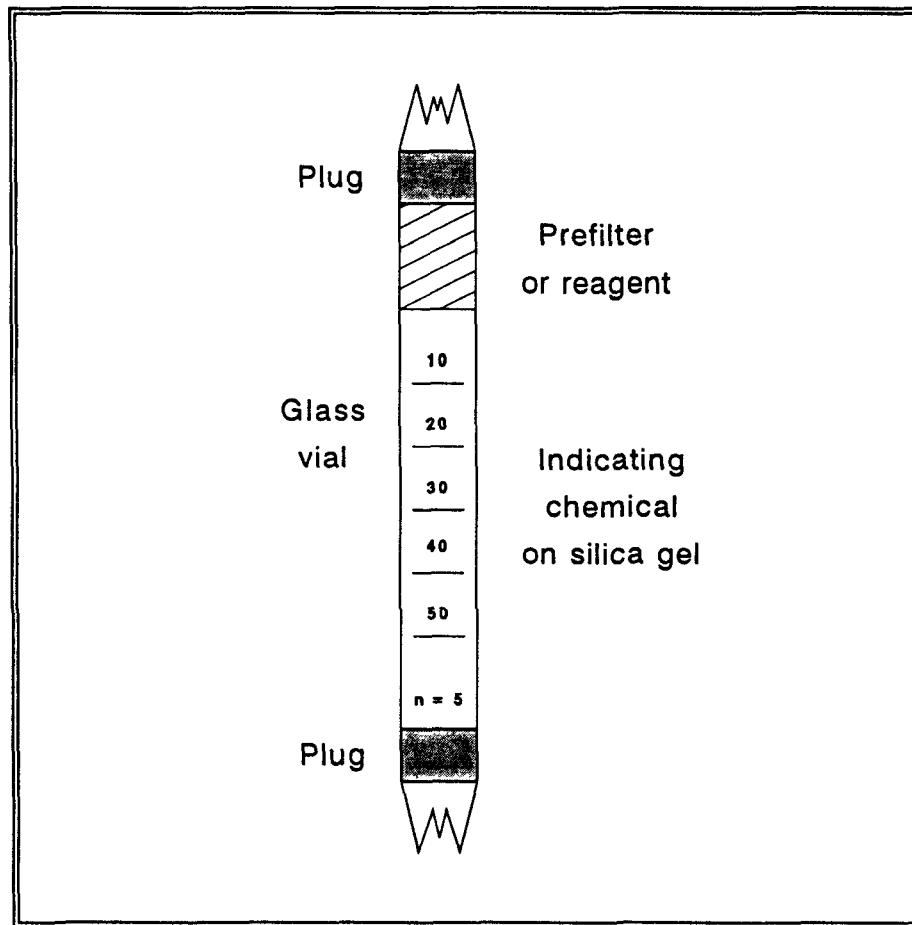 Plug
Prefilter
or reagent
10
Glass
vial
20
30
Indicating
chemical
on silica gel
40
50
n = 5
Plug